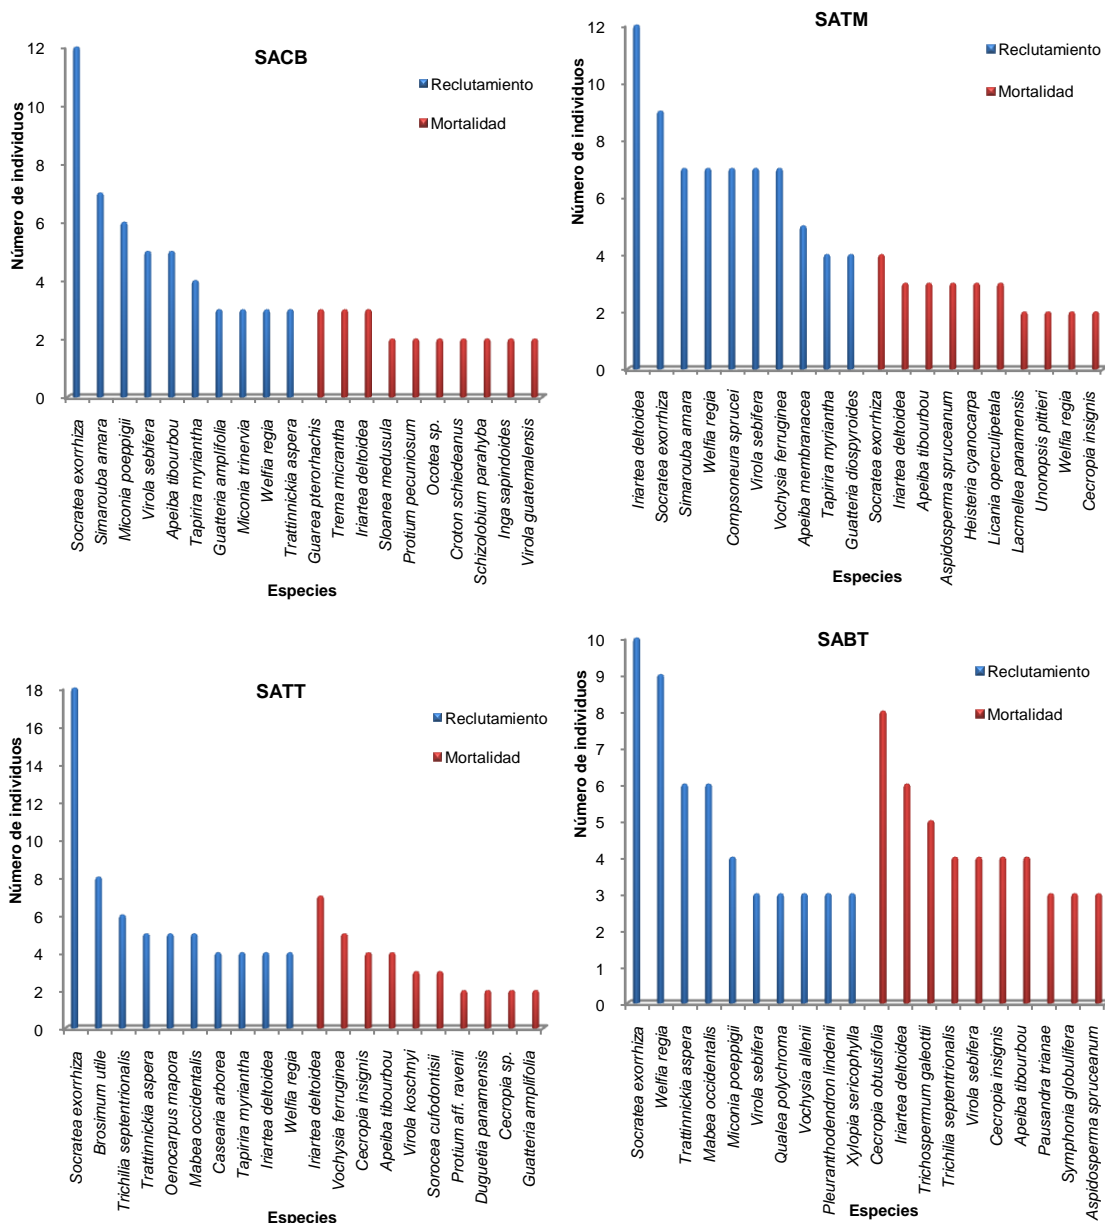 SACB
Número de individuos
12
10
8
6
4
2
0
Reclutamiento
Mortalidad
Socratea exorrhiza
Simarouba amara
Miconia poeppigii
Virola sebifera
Apeiba tibourbou
Tapirira myriantha
Guatteria amplifolia
Miconia trinervia
Welfia regia
Trattinnickia aspera
Guarea pterorhachis
Trema micrantha
Iriartea deltoidea
Sloanea medusula
Protium pecuniosum
Ocotea sp.
Croton schiedeanus
Schizolobium parahyba
Inga sapindoides
Virola guatemalensis
Especies
SATM
Número de individuos
12
10
8
6
4
2
0
Reclutamiento
Mortalidad
Iriartea deltoidea
Socratea exorrhiza
Simarouba amara
Welfia regia
Compsoneura sprucei
Virola sebifera
Vochysia ferruginea
Apeiba membranacea
Tapirira myriantha
Guatteria diospyroides
Socratea exorrhiza
Iriartea deltoidea
Apeiba tibourbou
Aspidosperma spruceanum
Heisteria cyanocarpa
Licania operculipetala
Lacmellea panamensis
Unonopsis pittieri
Welfia regia
Cecropia insignis
Especies
SATT
Número de individuos
18
16
14
12
10
8
6
4
2
0
Reclutamiento
Mortalidad
Socratea exorrhiza
Brosimum utile
Trichilia septentrionalis
Trattinnickia aspera
Oenocarpus mapora
Mabea occidentalis
Casearia arborea
Tapirira myriantha
Iriartea deltoidea
Welfia regia
Iriartea deltoidea
Vochysia ferruginea
Cecropia insignis
Apeiba tibourbou
Virola koschnyi
Sorocea cufodontisii
Protium aff. ravenii
Duguetia panamensis
Cecropia sp.
Guatteria amplifolia
Especies
SABT
Número de individuos
10
9
8
7
6
5
4
3
2
1
0
Reclutamiento
Mortalidad
Socratea exorrhiza
Welfia regia
Trattinnickia aspera
Mabea occidentalis
Miconia poeppigii
Virola sebifera
Qualea polychroma
Vochysia allenii
Pleuranthodendron lindenii
Xylopia sericophylla
Cecropia obtusifolia
Iriartea deltoidea
Trichospermum galeottii
Trichilia septentrionalis
Virola sebifera
Cecropia insignis
Apeiba tibourbou
Pausandra trianae
Symphonia globulifera
Aspidosperma spruceanum
Especies